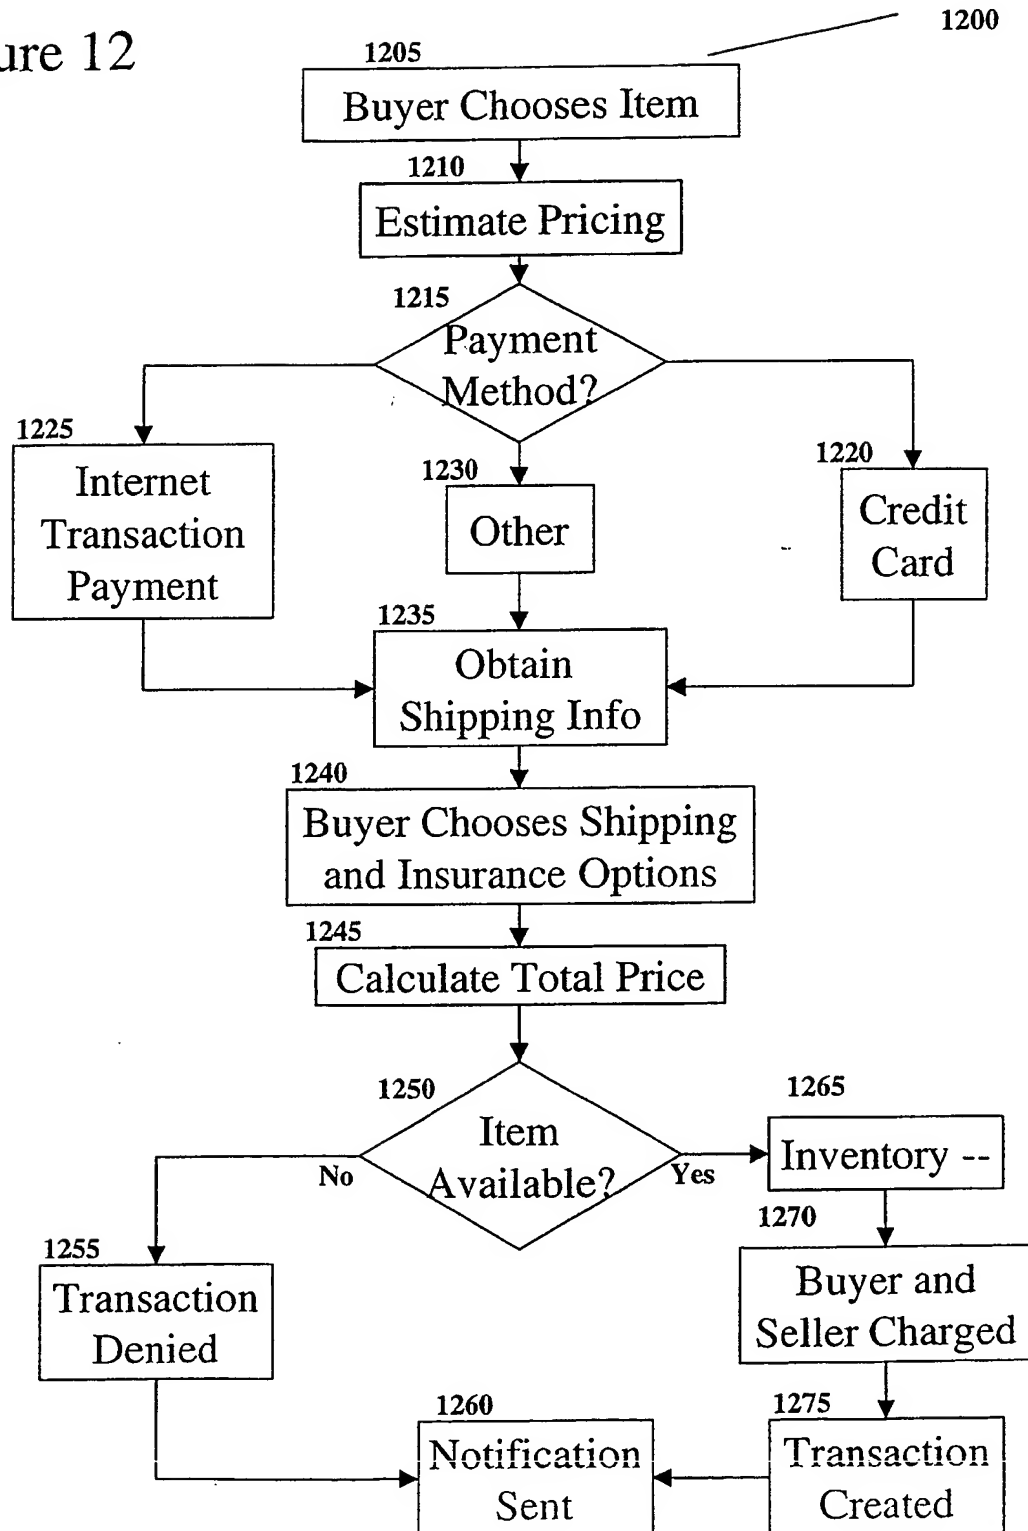 ure 12
1200
1205
Buyer Chooses Item
1210
Estimate Pricing
1215
Payment
Method?
1225
Internet
Transaction
Payment
1230
Other
1220
Credit
Card
1235
Obtain
Shipping Info
1240
Buyer Chooses Shipping
and Insurance Options
1245
Calculate Total Price
1250
Item
Available?
No
Yes
1265
Inventory --
1270
Buyer and
Seller Charged
1255
Transaction
Denied
1260
Notification
Sent
1275
Transaction
Created